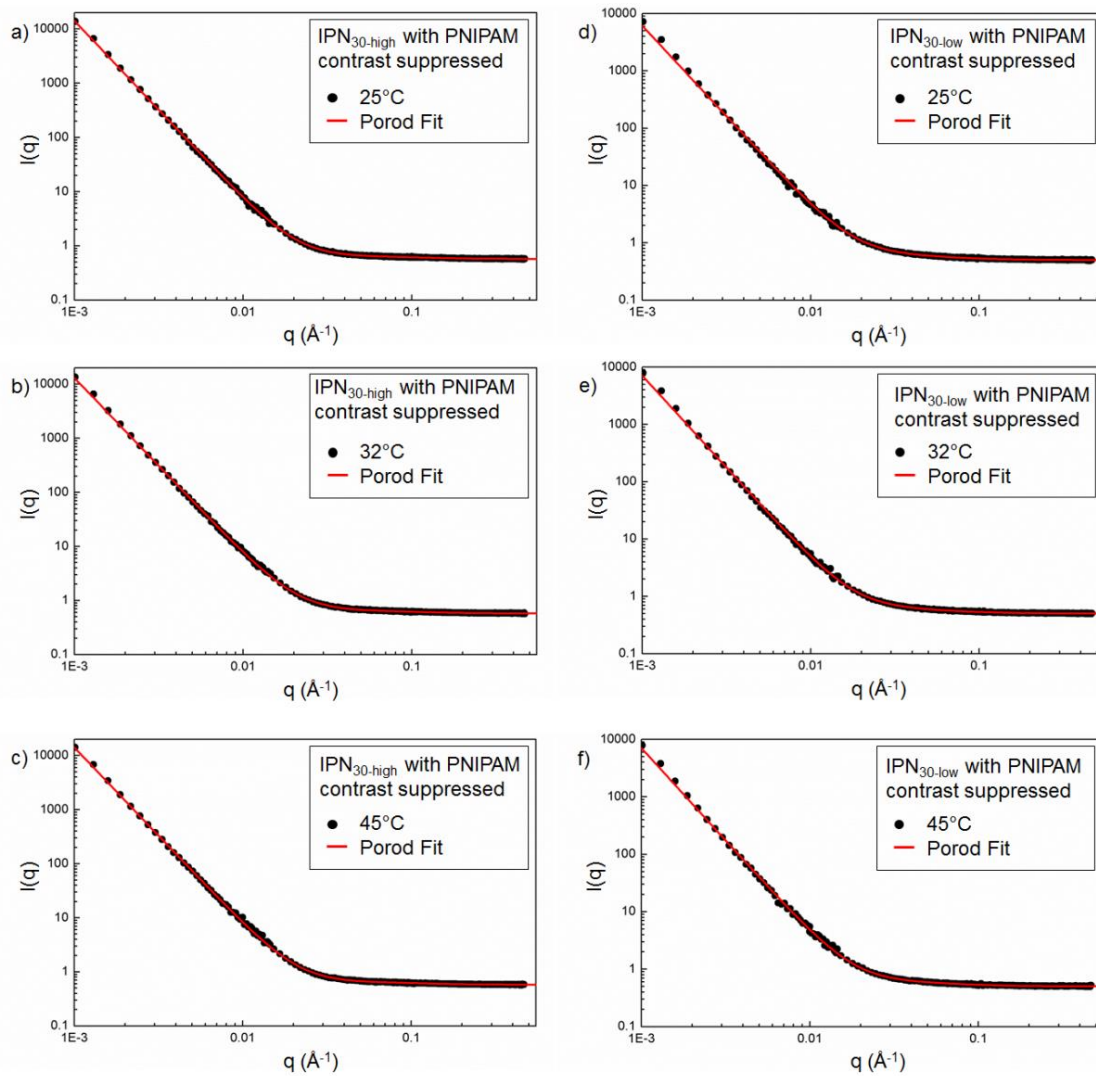 a)
10000
1000
100
10
1
0.1
I(q)
IPN30-high with PNIPAM
contrast suppressed
25°C
Porod Fit
1E-3
0.01
0.1
q (Å-1)
d)
10000
1000
100
10
1
0.1
I(q)
IPN30-low with PNIPAM
contrast suppressed
25°C
Porod Fit
1E-3
0.01
0.1
q (Å-1)
b)
10000
1000
100
10
1
0.1
I(q)
IPN30-high with PNIPAM
contrast suppressed
32°C
Porod Fit
1E-3
0.01
0.1
q (Å-1)
e)
10000
1000
100
10
1
0.1
I(q)
IPN30-low with PNIPAM
contrast suppressed
32°C
Porod Fit
1E-3
0.01
0.1
q (Å-1)
c)
10000
1000
100
10
1
0.1
I(q)
IPN30-high with PNIPAM
contrast suppressed
45°C
Porod Fit
1E-3
0.01
0.1
q (Å-1)
f)
10000
1000
100
10
1
0.1
I(q)
IPN30-low with PNIPAM
contrast suppressed
45°C
Porod Fit
1E-3
0.01
0.1
q (Å-1)